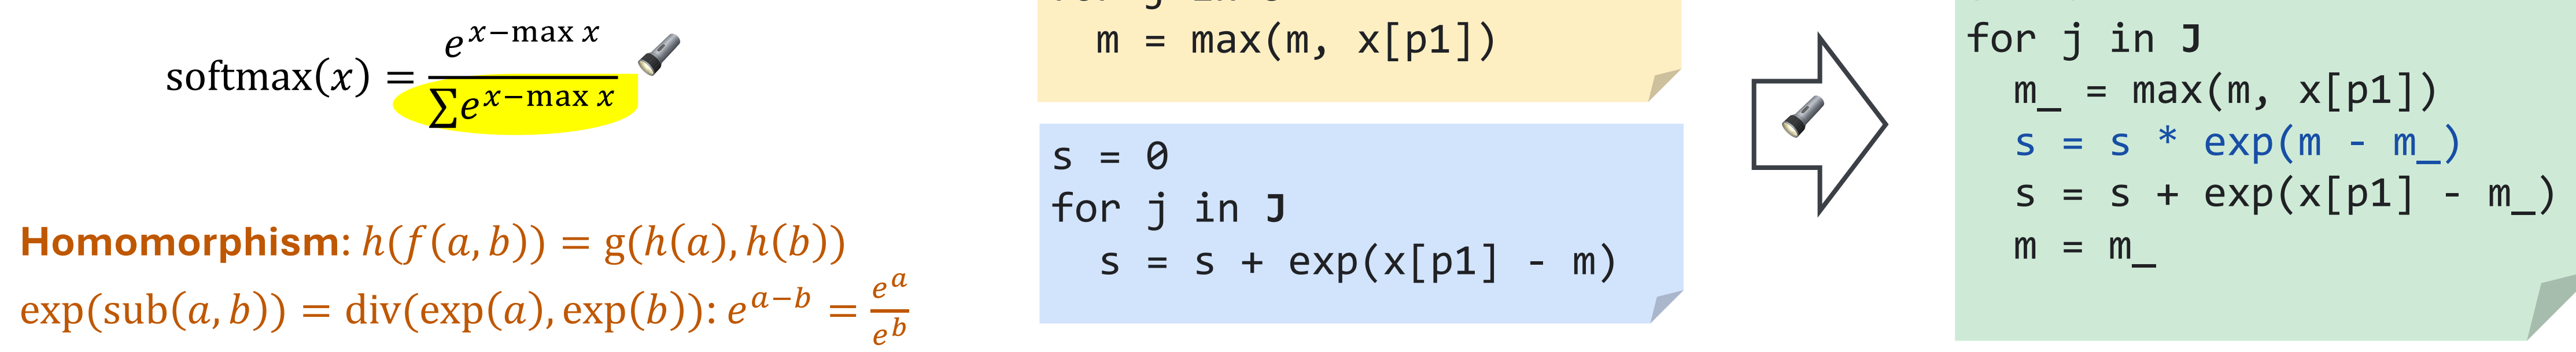 softmax(x) = e^{x−max x} / ∑e^{x−max x}
Homomorphism: h(f(a, b)) = g(h(a), h(b))
exp(sub(a, b)) = div(exp(a), exp(b)): e^{a−b} = e^a / e^b
m = max(m, x[p1])
s = 0
for j in J
s = s + exp(x[p1] - m)
for j in J
m_ = max(m, x[p1])
s = s * exp(m - m_)
s = s + exp(x[p1] - m_)
m = m_